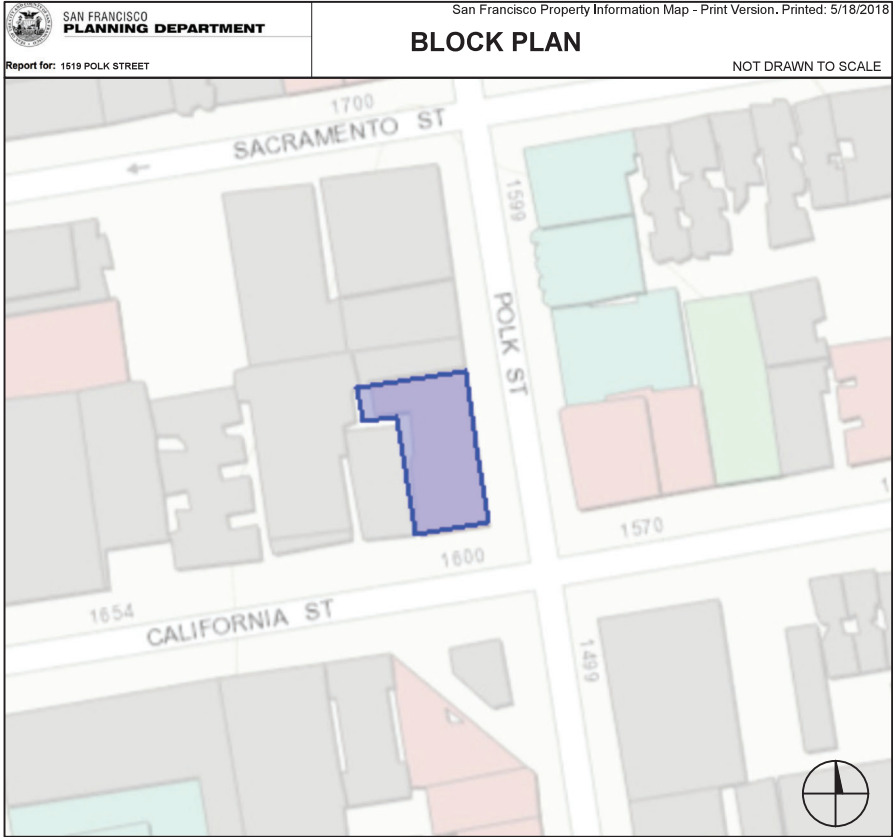 SAN FRANCISCO
PLANNING DEPARTMENT
Report for: 1519 POLK STREET
San Francisco Property Information Map - Print Version. Printed: 5/18/2018
BLOCK PLAN
NOT DRAWN TO SCALE
1700
SACRAMENTO ST
1599
POLK ST
1570
1600
1654
CALIFORNIA ST
1499